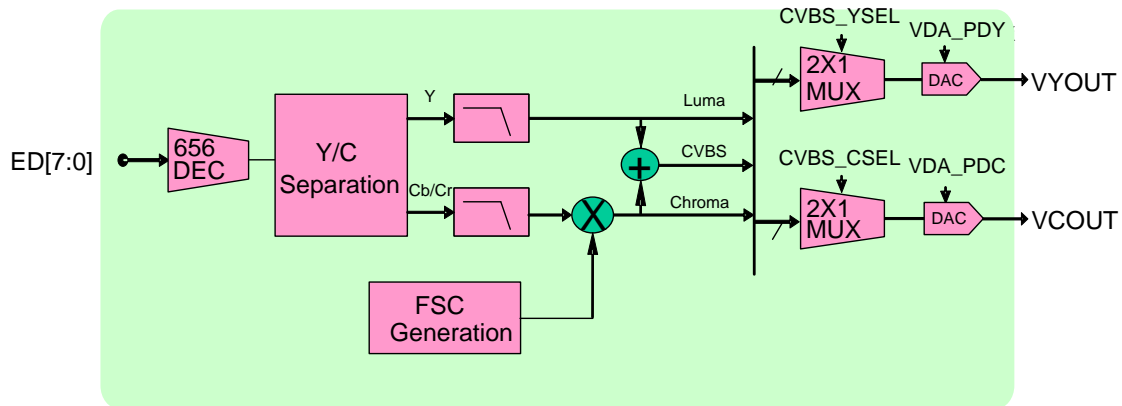 CVBS_YSEL
VDA_PDY
2X1
MUX
DAC
VYOUT
Y
Luma
656
DEC
Y/C
Separation
ED[7:0]
CVBS
+
CVBS_CSEL
VDA_PDC
Cb/Cr
Chroma
X
2X1
MUX
DAC
VCOUT
FSC
Generation